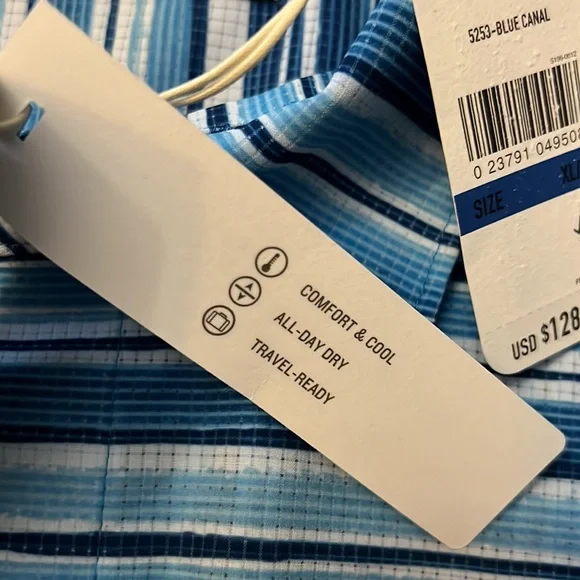 COMFORT & COOL
ALL-DAY DRY
TRAVEL-READY
5253-BLUE CANAL
0 23791 04950
SIZE
USD $128